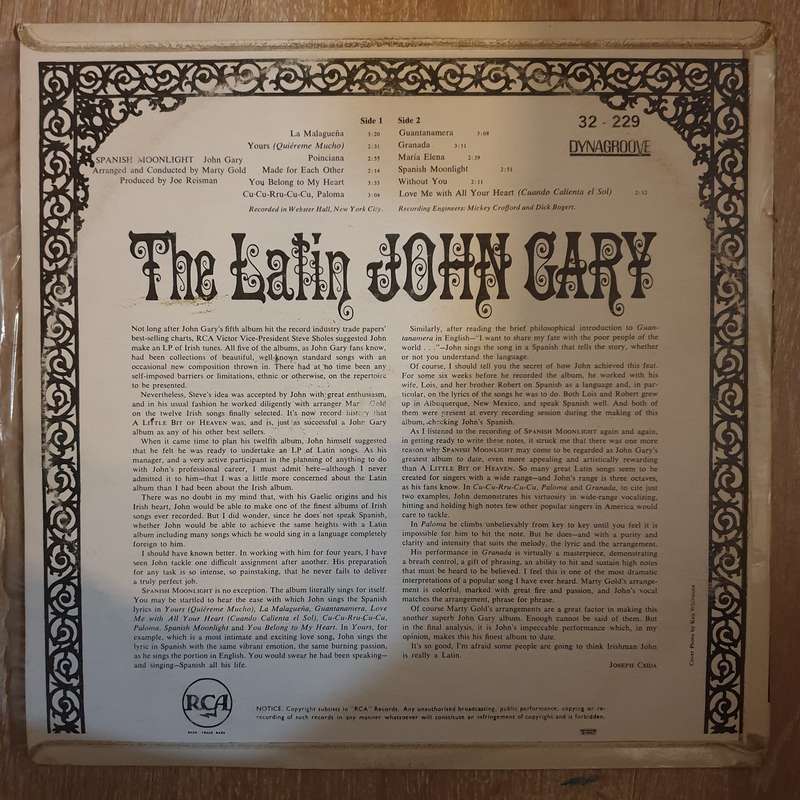 Side 1 Side 2
32 - 229
DYNAGROOVE
SPANISH MOONLIGHT John Gary
Arranged and Conducted by Marty Gold
Produced by Joe Reisman
La Malagueña 3:20
Yours (Quiéreme Mucho) 2:31
Poinciana 2:55
Made for Each Other 2:14
You Belong to My Heart 3:35
Cu-Cu-Rru-Cu-Cu, Paloma 3:04
Recorded in Webster Hall, New York City.
Guantanamera 3:08
Granada 3:51
María Elena 2:39
Spanish Moonlight 2:51
Without You 2:11
Love Me with All Your Heart (Cuando Calienta el Sol) 2:12
Recording Engineers: Mickey Crofford and Dick Bogert.
The Latin JOHN GARY
Not long after John Gary's fifth album hit the record industry trade papers'
best-selling charts, RCA Victor Vice-President Steve Sholes suggested John
make an LP of Irish tunes. All five of the albums, as John Gary fans know,
had been collections of beautiful, well-known standard songs with an
occasional new composition thrown in. There had at no time been any
self-imposed barriers or limitations, ethnic or otherwise, on the repertoire
to be presented.
Nevertheless, Steve's idea was accepted by John with great enthusiasm,
and in his usual fashion he worked diligently with arranger Mar Gold
on the twelve Irish songs finally selected. It's now record history that
A LITTLE BIT OF HEAVEN was, and is, just as successful a John Gary
album as any of his other best sellers.
When it came time to plan his twelfth album, John himself suggested
that he felt he was ready to undertake an LP of Latin songs. As his
manager, and a very active participant in the planning of anything to do
with John's professional career, I must admit here—although I never
admitted it to him—that I was a little more concerned about the Latin
album than I had been about the Irish album.
There was no doubt in my mind that, with his Gaelic origins and his
Irish heart, John would be able to make one of the finest albums of Irish
songs ever recorded. But I did wonder, since he does not speak Spanish,
whether John would be able to achieve the same heights with a Latin
album including many songs which he would sing in a language completely
foreign to him.
I should have known better. In working with him for four years, I have
seen John tackle one difficult assignment after another. His preparation
for any task is so intense, so painstaking, that he never fails to deliver
a truly perfect job.
SPANISH MOONLIGHT is no exception. The album literally sings for itself.
You may be startled to hear the ease with which John sings the Spanish
lyrics in Yours (Quiéreme Mucho), La Malagueña, Guantanamera, Love
Me with All Your Heart (Cuando Calienta el Sol), Cu-Cu-Rru-Cu-Cu,
Paloma, Spanish Moonlight and You Belong to My Heart. In Yours, for
example, which is a most intimate and exciting love song, John sings the
lyric in Spanish with the same vibrant emotion, the same burning passion,
as he sings the portion in English. You would swear he had been speaking—
and singing—Spanish all his life.
Similarly, after reading the brief philosophical introduction to Guan-
tanamera in English—"I want to share my fate with the poor people of the
world . . ."—John sings the song in a Spanish that tells the story, whether
or not you understand the language.
Of course, I should tell you the secret of how John achieved this feat.
For some six weeks before he recorded the album, he worked with his
wife, Lois, and her brother Robert on Spanish as a language and, in par-
ticular, on the lyrics of the songs he was to do. Both Lois and Robert grew
up in Albuquerque, New Mexico, and speak Spanish well. And both of
them were present at every recording session during the making of this
album, checking John's Spanish.
As I listened to the recording of SPANISH MOONLIGHT again and again,
in getting ready to write these notes, it struck me that there was one more
reason why SPANISH MOONLIGHT may come to be regarded as John Gary's
greatest album to date, even more appealing and artistically rewarding
than A LITTLE BIT OF HEAVEN. So many great Latin songs seem to be
created for singers with a wide range—and John's range is three octaves,
as his fans know. In Cu-Cu-Rru-Cu-Cu, Paloma and Granada, to cite just
two examples, John demonstrates his virtuosity in wide-range vocalizing,
hitting and holding high notes few other popular singers in America would
care to tackle.
In Paloma he climbs unbelievably from key to key until you feel it is
impossible for him to hit the note. But he does—and with a purity and
clarity and intensity that suits the melody, the lyric and the arrangement.
His performance in Granada is virtually a masterpiece, demonstrating
a breath control, a gift of phrasing, an ability to hit and sustain high notes
that must be heard to be believed. I feel this is one of the most dramatic
interpretations of a popular song I have ever heard. Marty Gold's arrange-
ment is colorful, marked with great fire and passion, and John's vocal
matches the arrangement, phrase for phrase.
Of course Marty Gold's arrangements are a great factor in making this
another superb John Gary album. Enough cannot be said of them. But
in the final analysis, it is John's impeccable performance which, in my
opinion, makes this his finest album to date.
It's so good, I'm afraid some people are going to think Irishman John
is really a Latin.
JOSEPH CSIDA
Cover Photo by Ken
RCA
NOTICE. Copyright subsists in "RCA" Records. Any unauthorised broadcasting, public performance, copying or re-
recording of such records in any manner whatsoever will constitute an infringement of copyright and is forbidden.